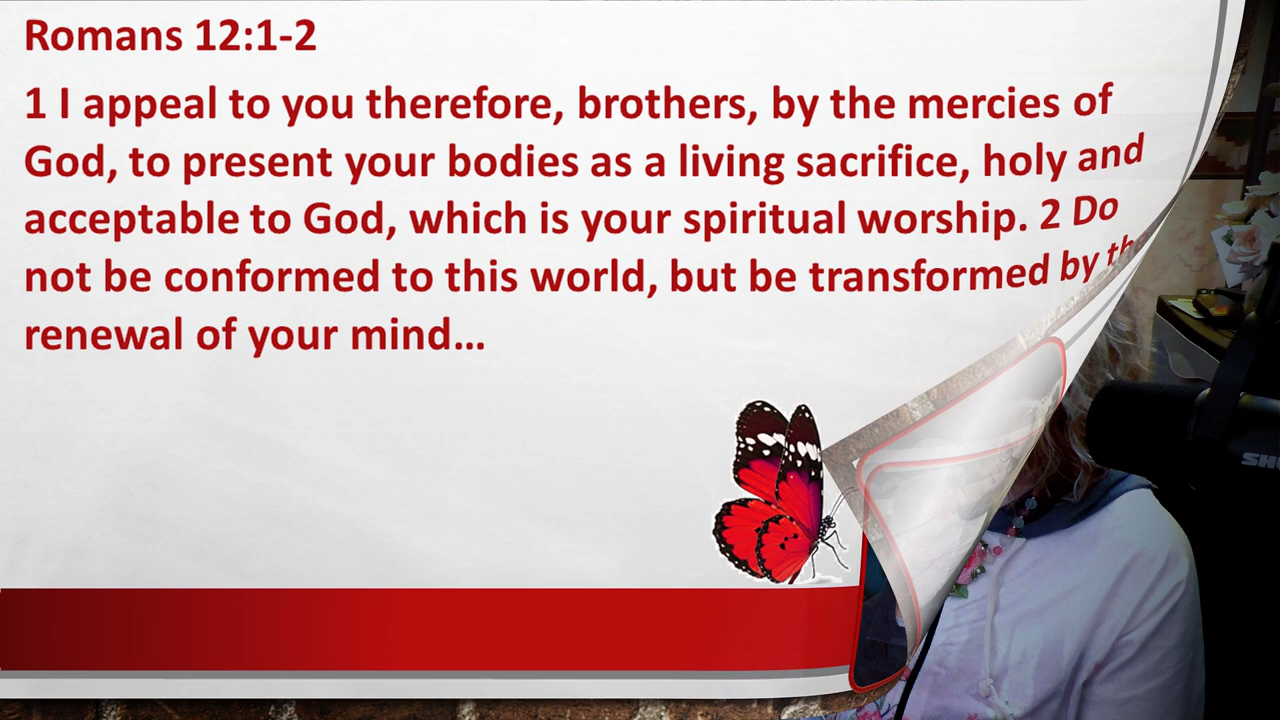 Romans 12:1-2
1 I appeal to you therefore, brothers, by the mercies of
God, to present your bodies as a living sacrifice, holy and
acceptable to God, which is your spiritual worship. 2 Do
not be conformed to this world, but be transformed by the
renewal of your mind…